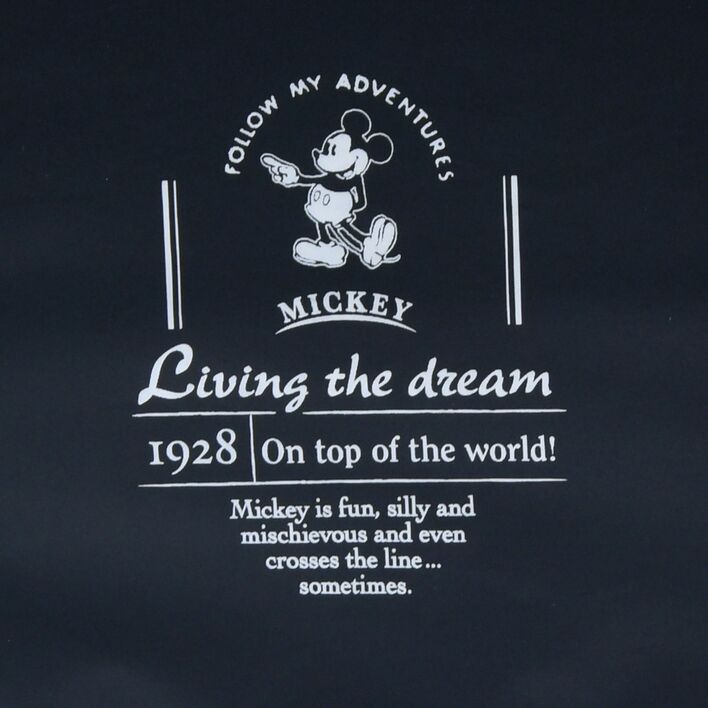 FOLLOW MY ADVENTURES
MICKEY
Living the dream
1928 On top of the world!
Mickey is fun, silly and
mischievous and even
crosses the line...
sometimes.